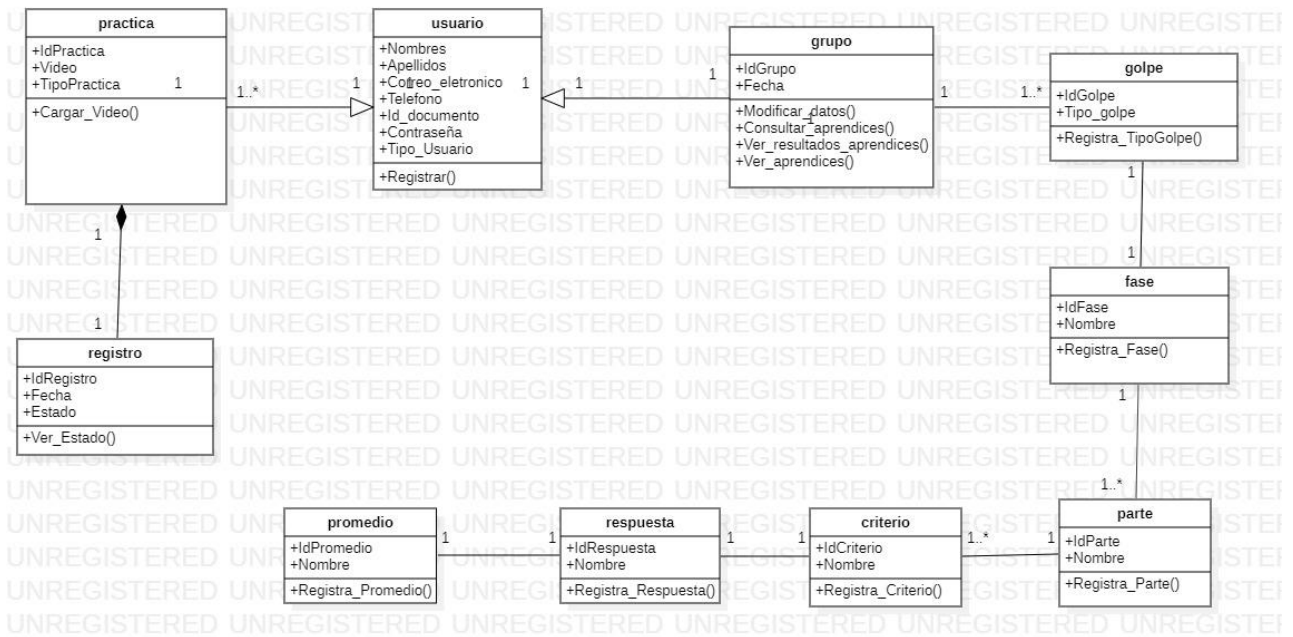 practica
+IdPractica
+Video
+TipoPractica
+Cargar_Video()
1
1..*
1
usuario
+Nombres
+Apellidos
+Correo_eletronico
+Telefono
+Id_documento
+Contraseña
+Tipo_Usuario
+Registrar()
1
1
1
1
grupo
+IdGrupo
+Fecha
+Modificar_datos()
+Consultar_aprendices()
+Ver_resultados_aprendices()
+Ver_aprendices()
1
1
1..*
golpe
+IdGolpe
+Tipo_golpe
+Registra_TipoGolpe()
1
1
fase
+IdFase
+Nombre
+Registra_Fase()
1
1..*
1
1
registro
+IdRegistro
+Fecha
+Estado
+Ver_Estado()
promedio
+IdPromedio
+Nombre
+Registra_Promedio()
1
1
respuesta
+IdRespuesta
+Nombre
+Registra_Respuesta()
1
1
criterio
+IdCriterio
+Nombre
+Registra_Criterio()
1..*
1
parte
+IdParte
+Nombre
+Registra_Parte()
UNREGISTERED